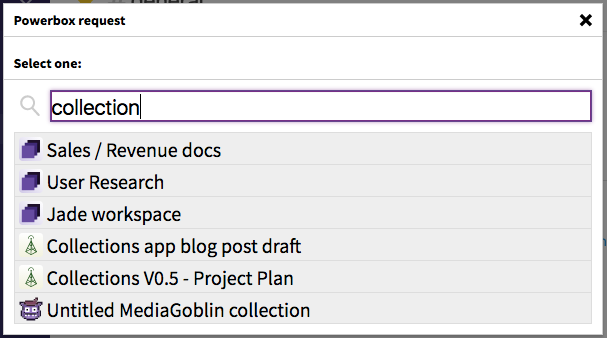 Powerbox request
Select one:
collection
Sales / Revenue docs
User Research
Jade workspace
Collections app blog post draft
Collections V0.5 - Project Plan
Untitled MediaGoblin collection